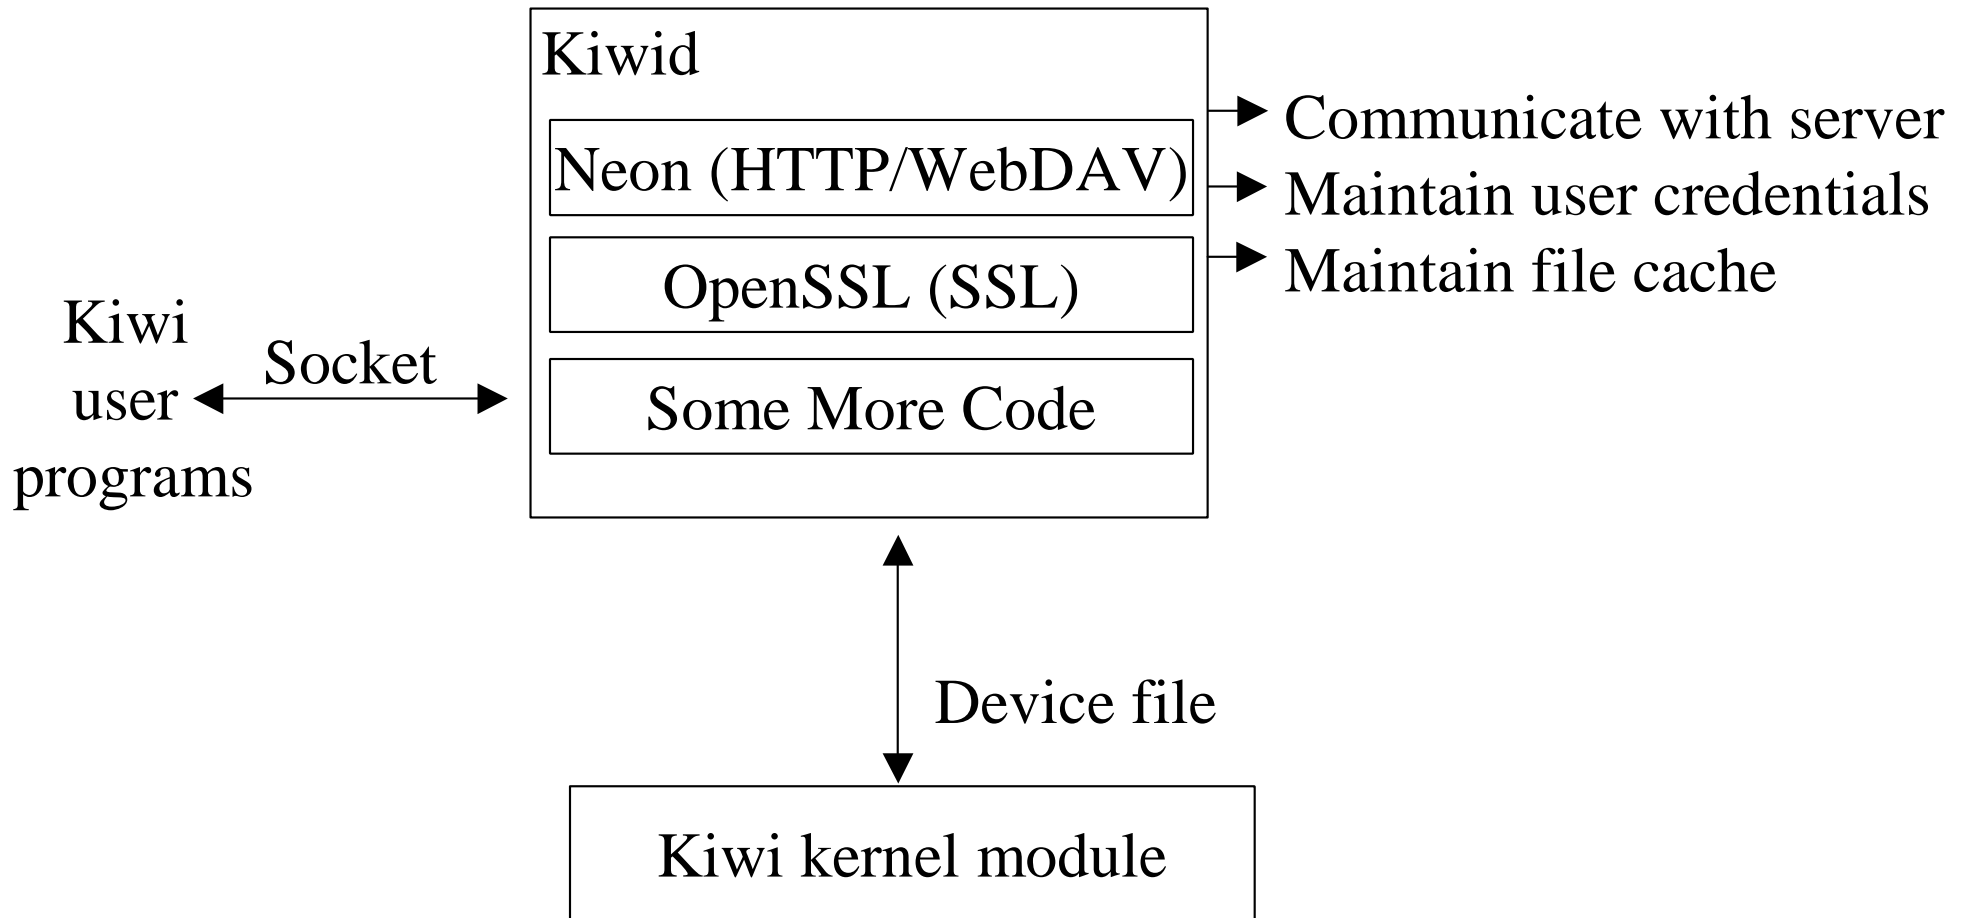 Kiwid
Neon (HTTP/WebDAV)
OpenSSL (SSL)
Some More Code
Communicate with server
Maintain user credentials
Maintain file cache
Kiwi
user
programs
Socket
Device file
Kiwi kernel module